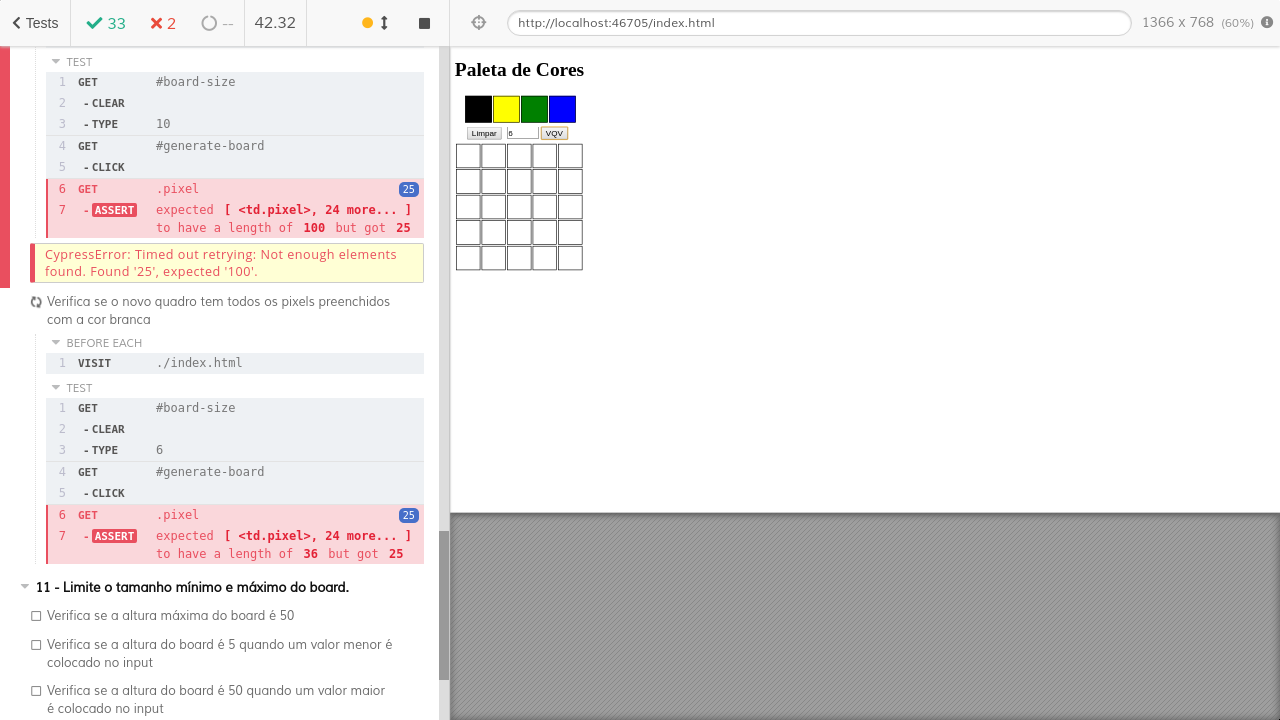 Tests 33 2 -- 42.32
http://localhost:46705/index.html 1366 x 768 (60%)
TEST
1 GET #board-size
2 -CLEAR
3 -TYPE 10
4 GET #generate-board
5 -CLICK
6 GET .pixel 25
7 -ASSERT expected [ <td.pixel>, 24 more... ]
to have a length of 100 but got 25
CypressError: Timed out retrying: Not enough elements
found. Found '25', expected '100'.
Verifica se o novo quadro tem todos os pixels preenchidos
com a cor branca
BEFORE EACH
1 VISIT ./index.html
TEST
1 GET #board-size
2 -CLEAR
3 -TYPE 6
4 GET #generate-board
5 -CLICK
6 GET .pixel 25
7 -ASSERT expected [ <td.pixel>, 24 more... ]
to have a length of 36 but got 25
11 - Limite o tamanho mínimo e máximo do board.
Verifica se a altura máxima do board é 50
Verifica se a altura do board é 5 quando um valor menor é
colocado no input
Verifica se a altura do board é 50 quando um valor maior
é colocado no input
Paleta de Cores
Limpar 6 VQV